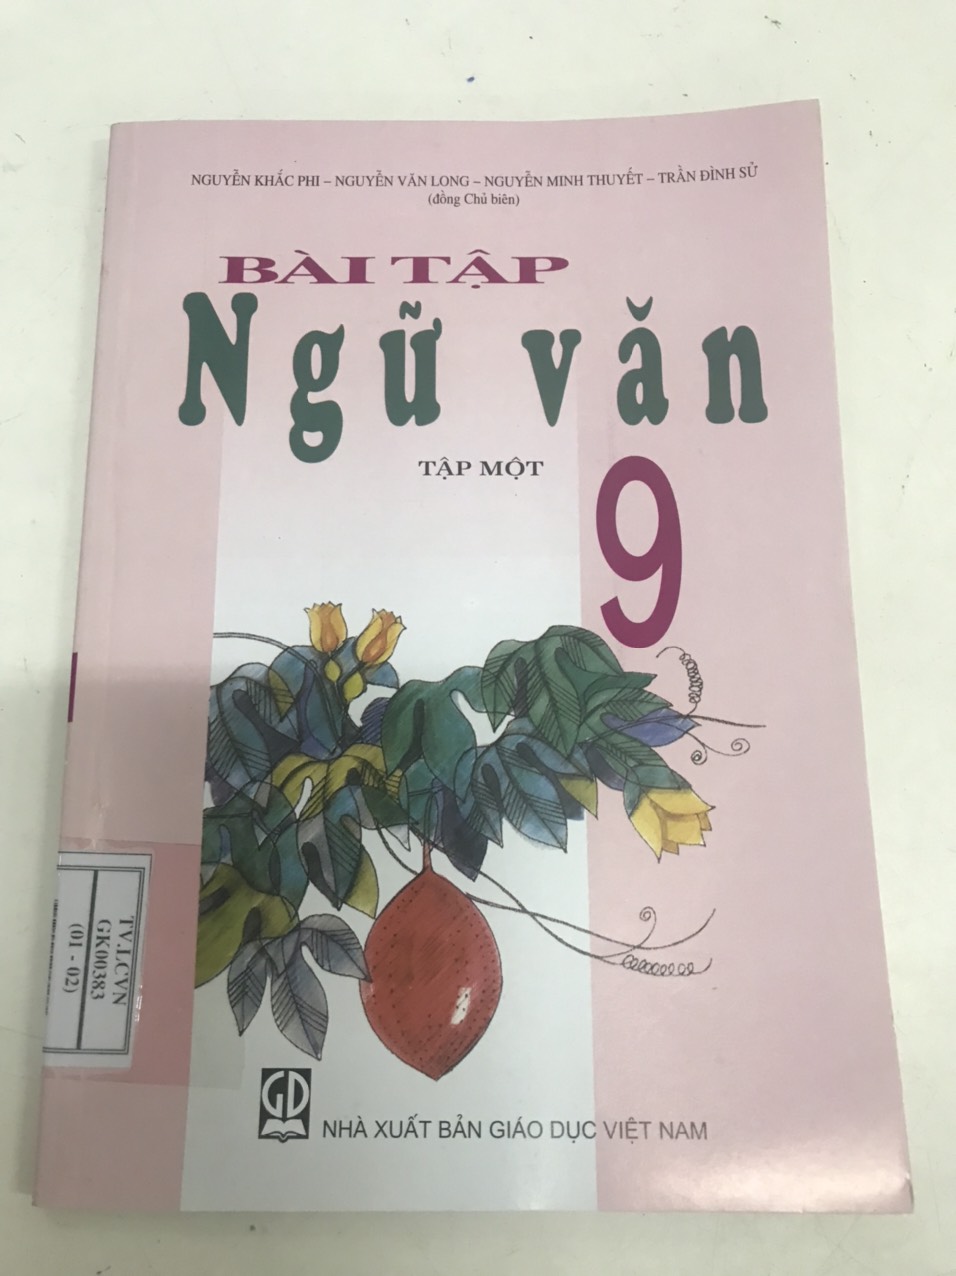 NGUYỄN KHẮC PHI – NGUYỄN VĂN LONG – NGUYỄN MINH THUYẾT – TRẦN ĐÌNH SỬ
(đồng Chủ biên)
BÀI TẬP
Ngữ văn
TẬP MỘT
9
TV.LCVN
GK00383
(01 - 02)
GD
NHÀ XUẤT BẢN GIÁO DỤC VIỆT NAM